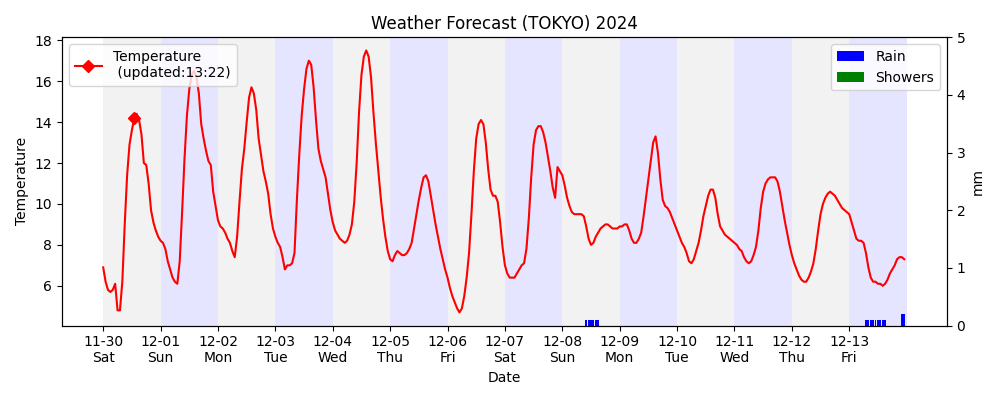 Weather Forecast (TOKYO) 2024
Temperature
(updated:13:22)
Rain
Showers
18
16
14
12
10
8
6
Temperature
5
4
3
2
1
0
mm
11-30 12-01 12-02 12-03 12-04 12-05 12-06 12-07 12-08 12-09 12-10 12-11 12-12 12-13
Sat Sun Mon Tue Wed Thu Fri Sat Sun Mon Tue Wed Thu Fri
Date